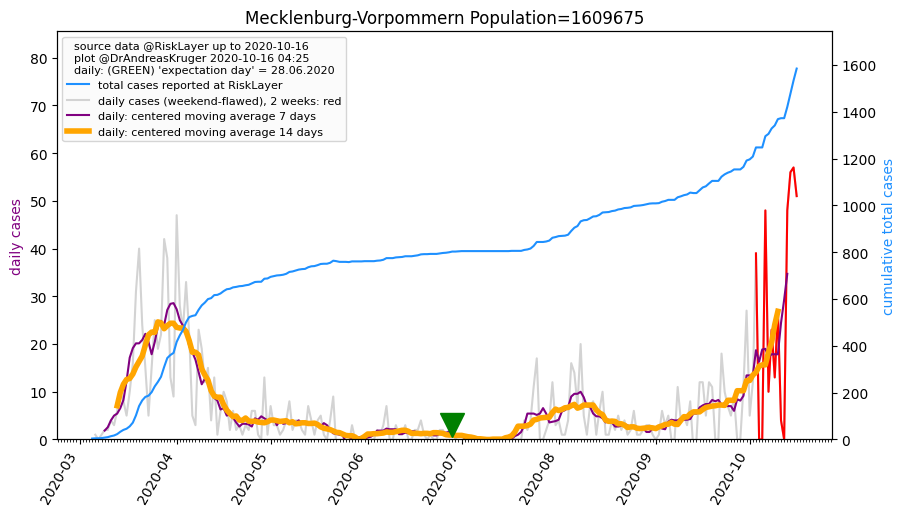 Mecklenburg-Vorpommern Population=1609675
source data @RiskLayer up to 2020-10-16
plot @DrAndreasKruger 2020-10-16 04:25
daily: (GREEN) 'expectation day' = 28.06.2020
total cases reported at RiskLayer
daily cases (weekend-flawed), 2 weeks: red
daily: centered moving average 7 days
daily: centered moving average 14 days
daily cases
80
70
60
50
40
30
20
10
0
cumulative total cases
1600
1400
1200
1000
800
600
400
200
0
2020-03
2020-04
2020-05
2020-06
2020-07
2020-08
2020-09
2020-10